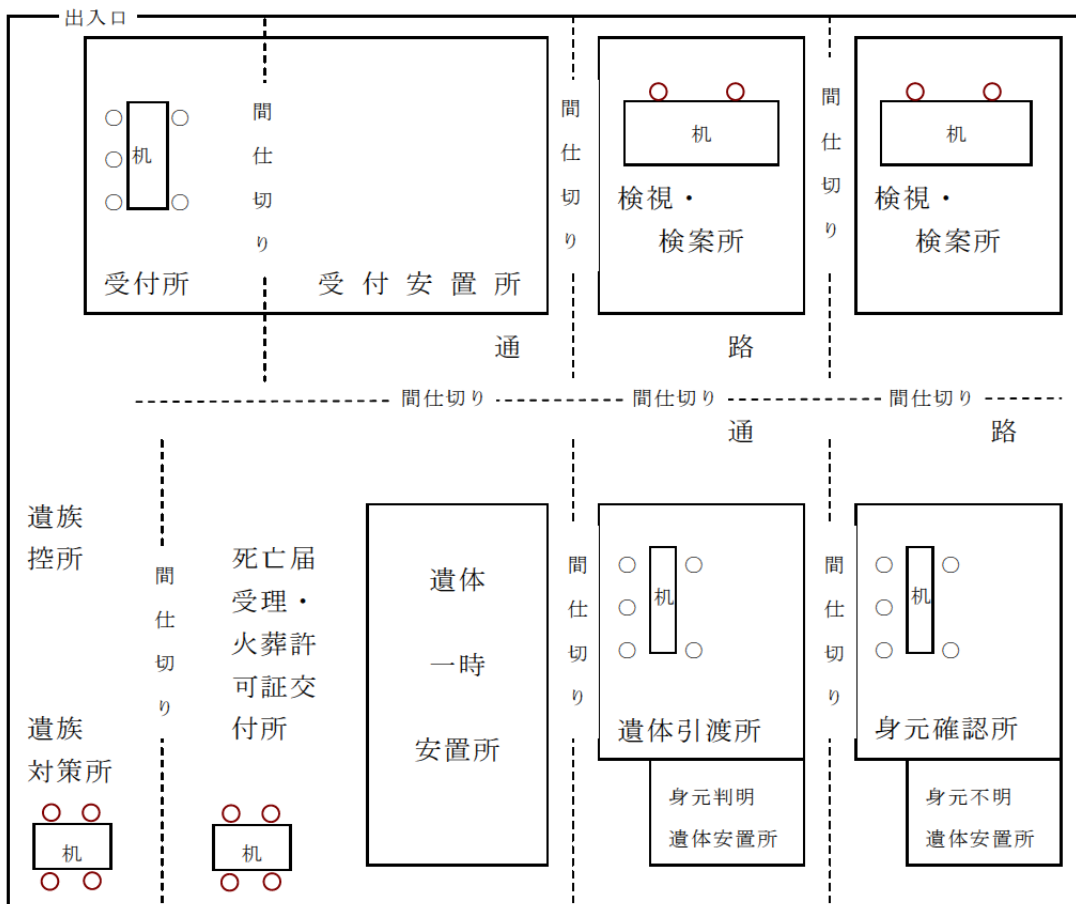 出入口
机
受付所
間仕切り
受付安置所
間仕切り
机
検視・
検案所
間仕切り
机
検視・
検案所
通路
間仕切り
間仕切り
間仕切り
通路
遺族
控所
遺族
対策所
机
間仕切り
死亡届
受理・
火葬許
可証交
付所
机
遺体
一時
安置所
間仕切り
机
遺体引渡所
身元判明
遺体安置所
間仕切り
机
身元確認所
身元不明
遺体安置所